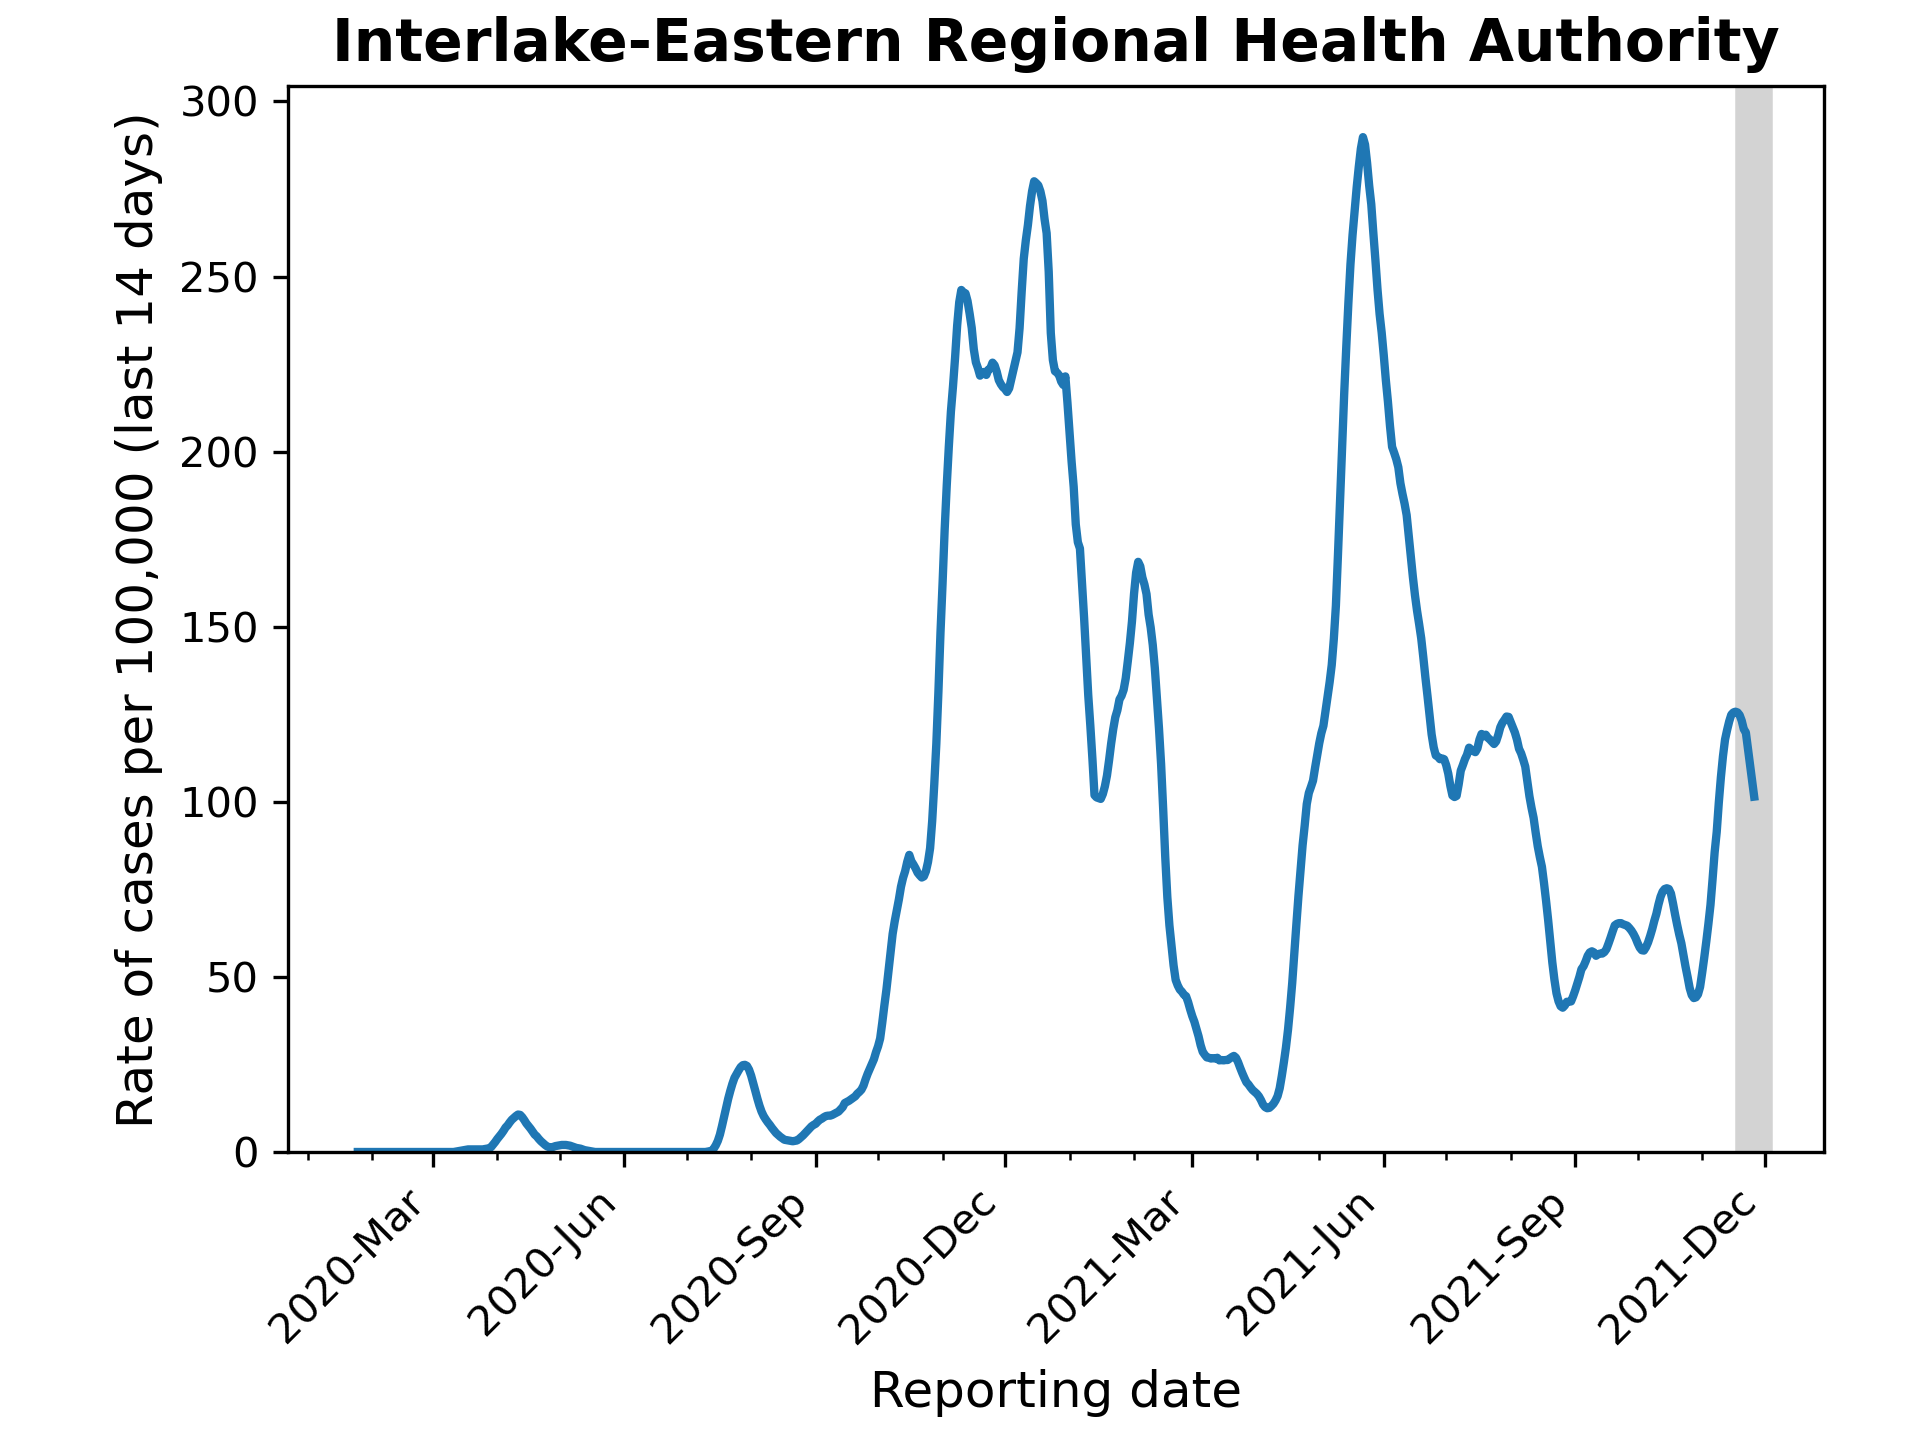 Interlake-Eastern Regional Health Authority
Rate of cases per 100,000 (last 14 days)
300
250
200
150
100
50
0
2020-Mar
2020-Jun
2020-Sep
2020-Dec
2021-Mar
2021-Jun
2021-Sep
2021-Dec
Reporting date